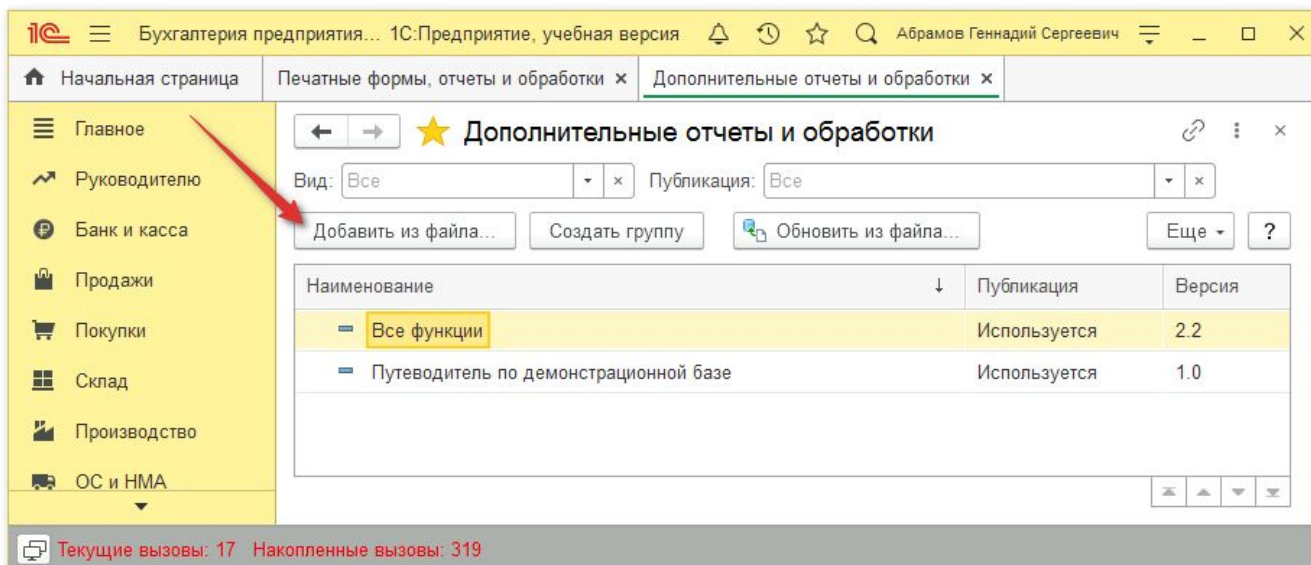 1С Бухгалтерия предприятия... 1С:Предприятие, учебная версия Абрамов Геннадий Сергеевич
Начальная страница Печатные формы, отчеты и обработки × Дополнительные отчеты и обработки ×
Главное
Руководителю
Банк и касса
Продажи
Покупки
Склад
Производство
ОС и НМА
Дополнительные отчеты и обработки
Вид: Все Публикация: Все
Добавить из файла... Создать группу Обновить из файла... Еще ?
Наименование ↓ Публикация Версия
Все функции Используется 2.2
Путеводитель по демонстрационной базе Используется 1.0
Текущие вызовы: 17 Накопленные вызовы: 319